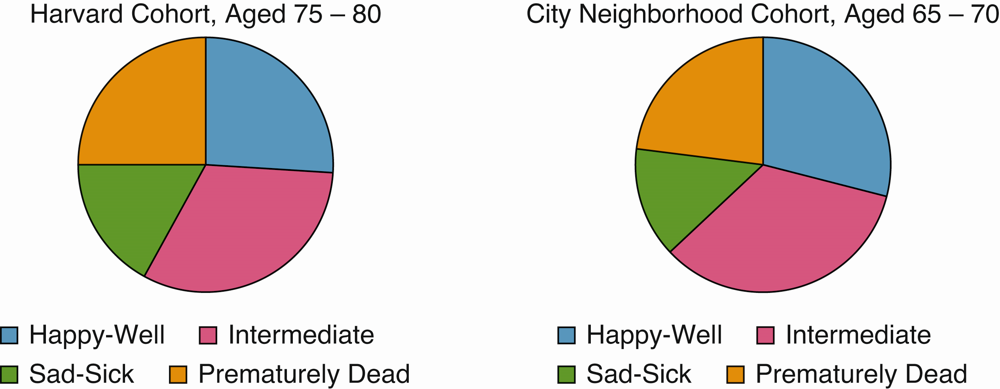 Harvard Cohort, Aged 75 – 80
Happy-Well
Intermediate
Sad-Sick
Prematurely Dead
City Neighborhood Cohort, Aged 65 – 70
Happy-Well
Intermediate
Sad-Sick
Prematurely Dead